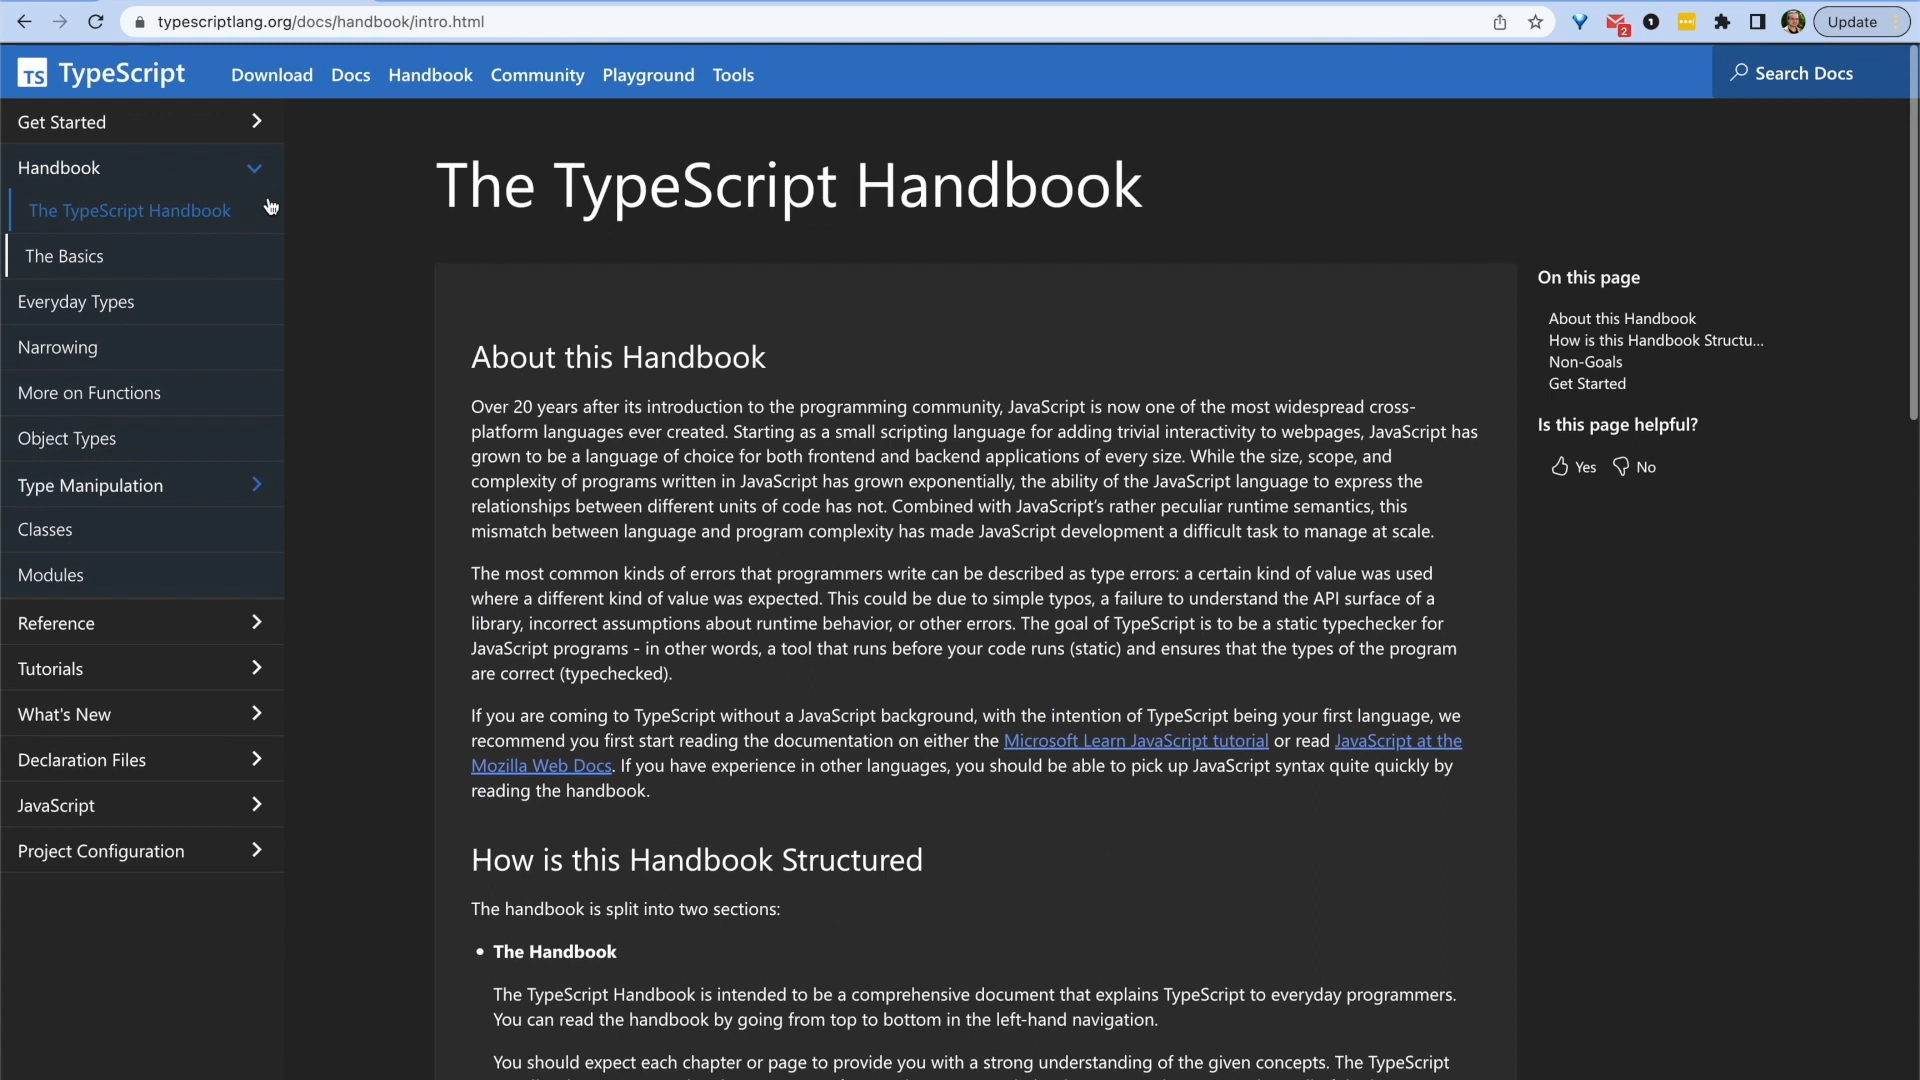 typescriptlang.org/docs/handbook/intro.html
2
Update
TS TypeScript
Download Docs Handbook Community Playground Tools
Search Docs
Get Started
Handbook
The TypeScript Handbook
The Basics
Everyday Types
Narrowing
More on Functions
Object Types
Type Manipulation
Classes
Modules
Reference
Tutorials
What's New
Declaration Files
JavaScript
Project Configuration
The TypeScript Handbook
About this Handbook
Over 20 years after its introduction to the programming community, JavaScript is now one of the most widespread cross-
platform languages ever created. Starting as a small scripting language for adding trivial interactivity to webpages, JavaScript has
grown to be a language of choice for both frontend and backend applications of every size. While the size, scope, and
complexity of programs written in JavaScript has grown exponentially, the ability of the JavaScript language to express the
relationships between different units of code has not. Combined with JavaScript’s rather peculiar runtime semantics, this
mismatch between language and program complexity has made JavaScript development a difficult task to manage at scale.
The most common kinds of errors that programmers write can be described as type errors: a certain kind of value was used
where a different kind of value was expected. This could be due to simple typos, a failure to understand the API surface of a
library, incorrect assumptions about runtime behavior, or other errors. The goal of TypeScript is to be a static typechecker for
JavaScript programs - in other words, a tool that runs before your code runs (static) and ensures that the types of the program
are correct (typechecked).
If you are coming to TypeScript without a JavaScript background, with the intention of TypeScript being your first language, we
recommend you first start reading the documentation on either the Microsoft Learn JavaScript tutorial or read JavaScript at the
Mozilla Web Docs. If you have experience in other languages, you should be able to pick up JavaScript syntax quite quickly by
reading the handbook.
How is this Handbook Structured
The handbook is split into two sections:
• The Handbook
The TypeScript Handbook is intended to be a comprehensive document that explains TypeScript to everyday programmers.
You can read the handbook by going from top to bottom in the left-hand navigation.
You should expect each chapter or page to provide you with a strong understanding of the given concepts. The TypeScript
On this page
About this Handbook
How is this Handbook Structu...
Non-Goals
Get Started
Is this page helpful?
Yes No